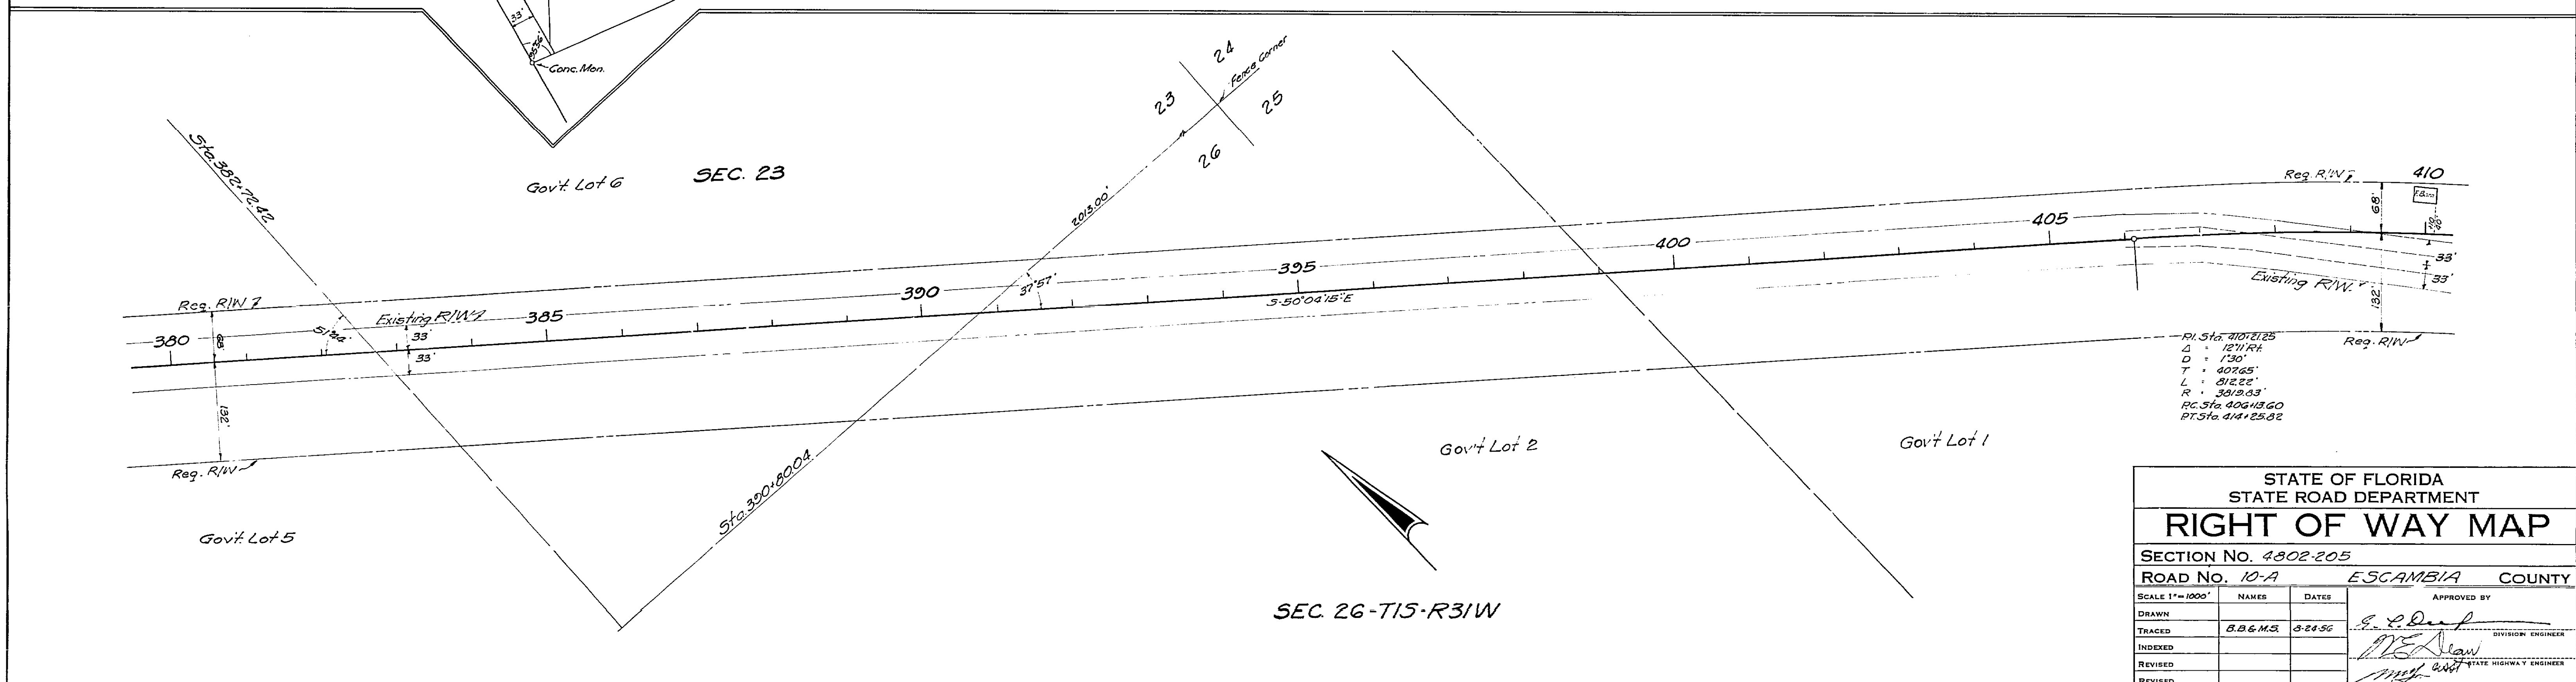 33'
Conc. Mon.
24
Fence Corner
23
25
26
Sta. 382+72.42
Gov't. Lot 6
SEC. 23
2013.00'
Req. R/W
410
68'
405
400
395
37°57'
390
S-50°04'15"E
33'
33'
Existing R/W
132'
Req. R/W
Req. R/W
Existing R/W
385
380
68'
33'
33'
132'
Req. R/W
P.I. Sta. 410+21.25
Δ = 12°11' Rt.
D = 1°30'
T = 407.65'
L = 812.22'
R = 3819.83'
P.C. Sta. 406+13.60
P.T. Sta. 414+25.82
Gov't Lot 2
Gov't Lot 1
Sta. 390+80.04
Gov't. Lot 5
SEC. 26-T1S-R31W
STATE OF FLORIDA
STATE ROAD DEPARTMENT
RIGHT OF WAY MAP
SECTION NO. 4802-205
ROAD NO. 10-A ESCAMBIA COUNTY
SCALE 1"=1000' NAMES DATES APPROVED BY
DRAWN
TRACED B.B.&M.S. 8-24-56
DIVISION ENGINEER
INDEXED
REVISED
STATE HIGHWAY ENGINEER
REVISED